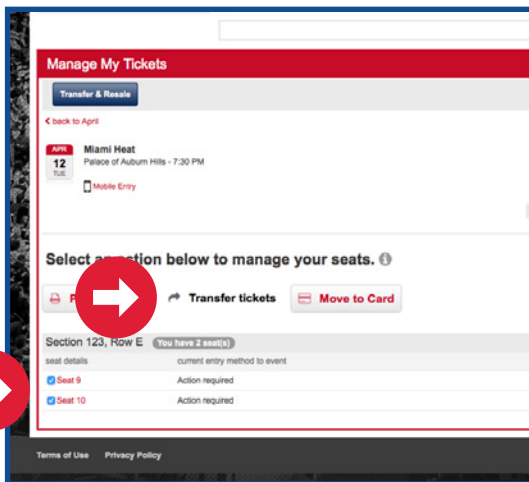 Manage My Tickets
Transfer & Resale
< back to April
APR
12
TUE
Miami Heat
Palace of Auburn Hills - 7:30 PM
Mobile Entry
Select an action below to manage your seats.
Transfer tickets
Move to Card
Section 123, Row E You have 2 seat(s)
seat details current entry method to event
Seat 9 Action required
Seat 10 Action required
Terms of Use Privacy Policy